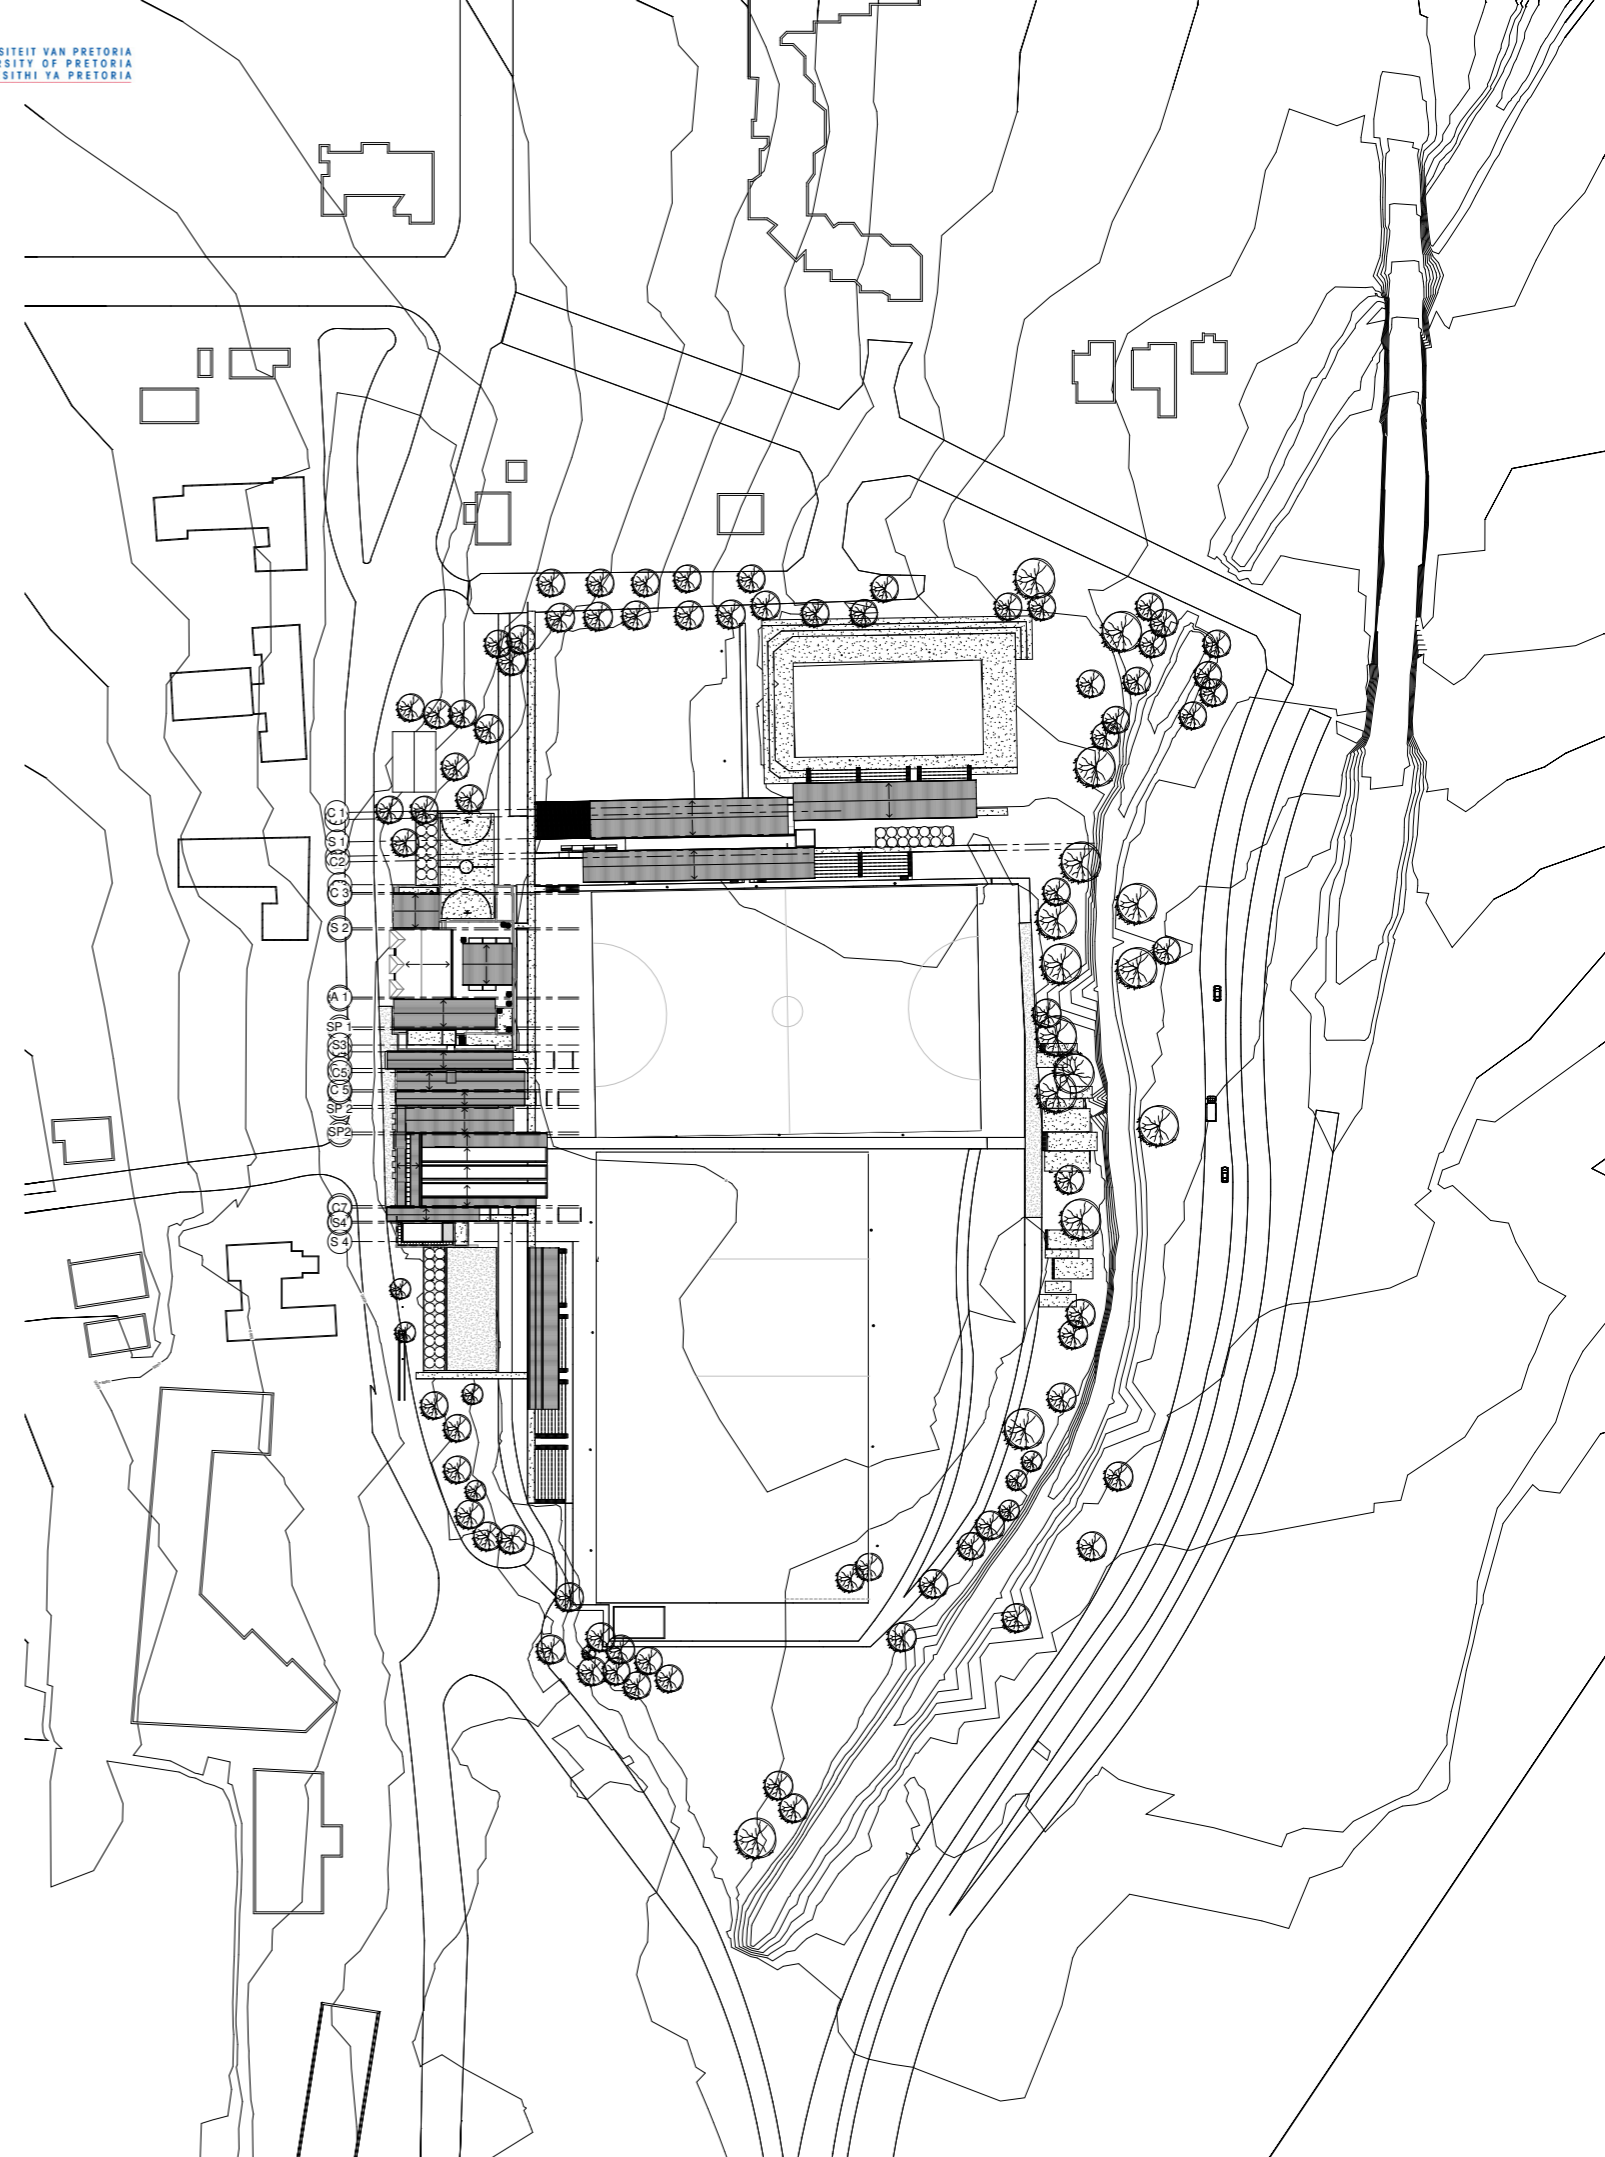 SITEIT VAN PRETORIA
RSITY OF PRETORIA
SITHI YA PRETORIA
C 1
S 1
C2
C 3
S 2
A 1
SP 1
S3
C5
C 5
SP 2
SP2
C7
S4
S 4